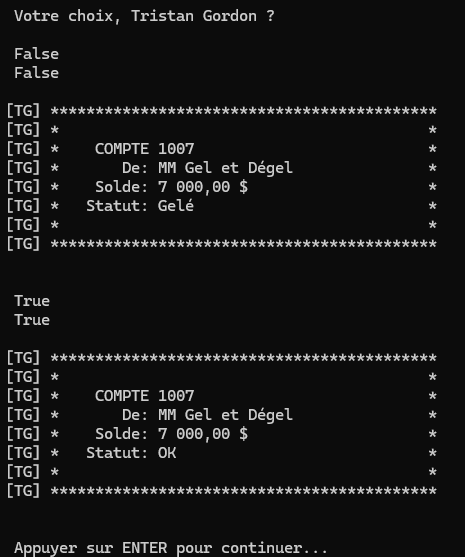 Votre choix, Tristan Gordon ?
False
False
[TG] *******************************************
[TG] *                                         *
[TG] *    COMPTE 1007                          *
[TG] *       De: MM Gel et Dégel               *
[TG] *    Solde: 7 000,00 $                    *
[TG] *   Statut: Gelé                          *
[TG] *                                         *
[TG] *******************************************
True
True
[TG] *******************************************
[TG] *                                         *
[TG] *    COMPTE 1007                          *
[TG] *       De: MM Gel et Dégel               *
[TG] *    Solde: 7 000,00 $                    *
[TG] *   Statut: OK                            *
[TG] *                                         *
[TG] *******************************************
Appuyer sur ENTER pour continuer...